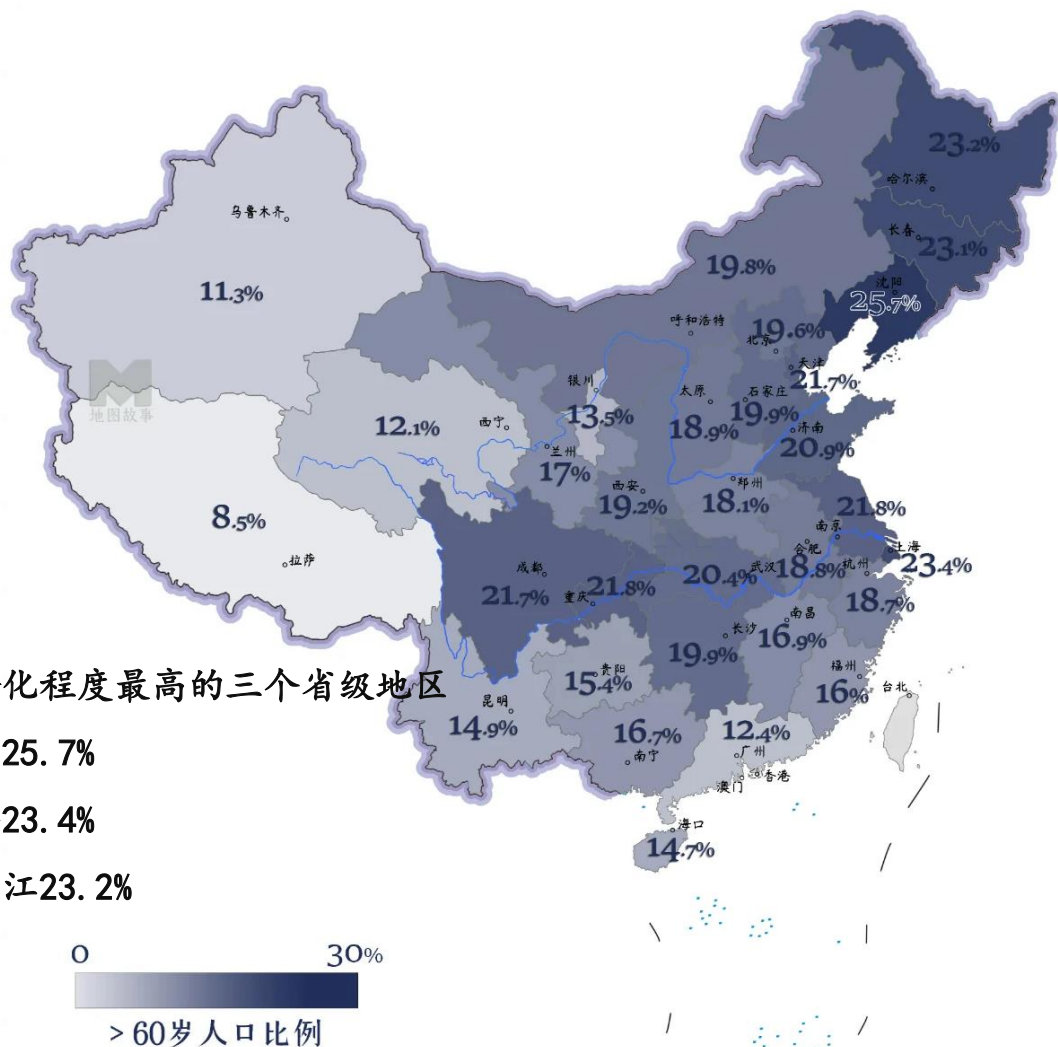 23.2%
哈尔滨
长春
23.1%
乌鲁木齐
11.3%
19.8%
沈阳
25.7%
呼和浩特
19.6%
北京
天津
21.7%
地图故事
银川
13.5%
太原
18.9%
石家庄
19.9%
济南
20.9%
12.1%
西宁
兰州
17%
西安
19.2%
郑州
18.1%
21.8%
南京
8.5%
拉萨
成都
21.7%
重庆
21.8%
20.4%
武汉
合肥
18.8%
杭州
上海
23.4%
18.7%
长沙
19.9%
南昌
16.9%
福州
16%
台北
贵阳
15.4%
昆明
14.9%
16.7%
南宁
12.4%
广州
香港
澳门
海口
14.7%
化程度最高的三个省级地区
25.7%
23.4%
江23.2%
0 30%
>60岁人口比例